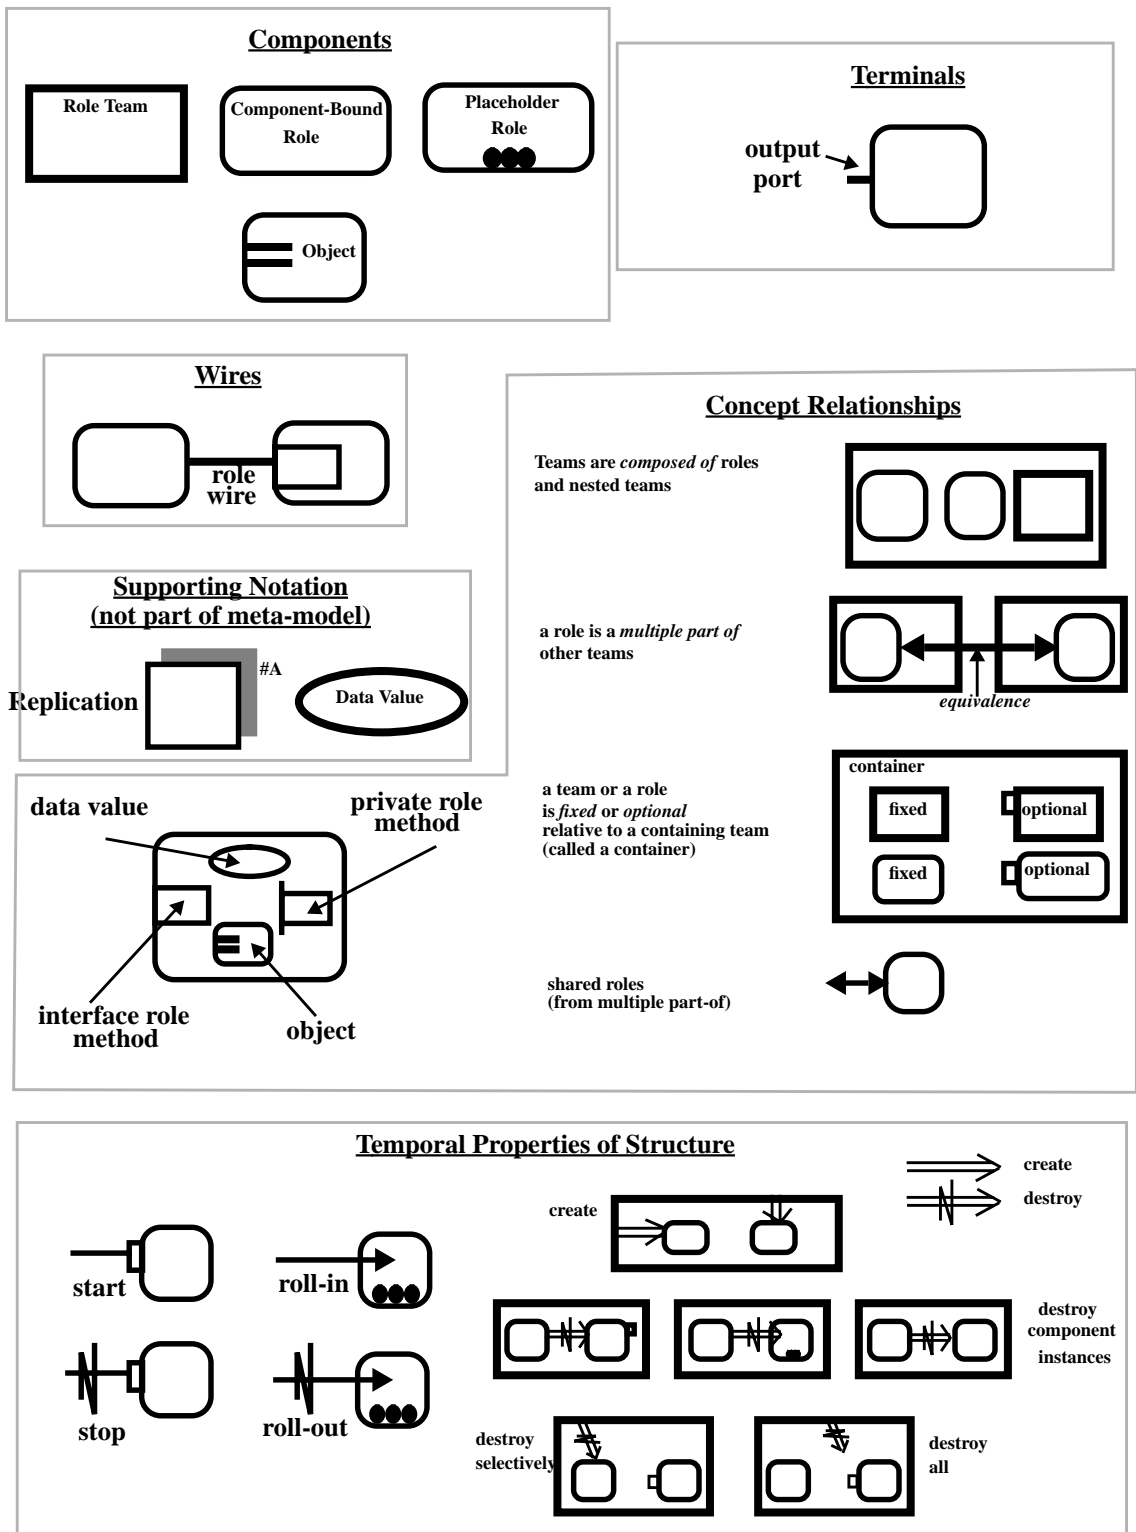 Components
Role Team
Component-Bound
Role
Placeholder
Role
Object
Terminals
output
port
Wires
role
wire
Concept Relationships
Teams are composed of roles
and nested teams
a role is a multiple part of
other teams
equivalence
Supporting Notation
(not part of meta-model)
Replication
#A
Data Value
container
fixed
optional
fixed
optional
a team or a role
is fixed or optional
relative to a containing team
(called a container)
shared roles
(from multiple part-of)
data value
private role
method
interface role
method
object
Temporal Properties of Structure
create
destroy
create
start
roll-in
destroy
component
instances
stop
roll-out
destroy
selectively
destroy
all